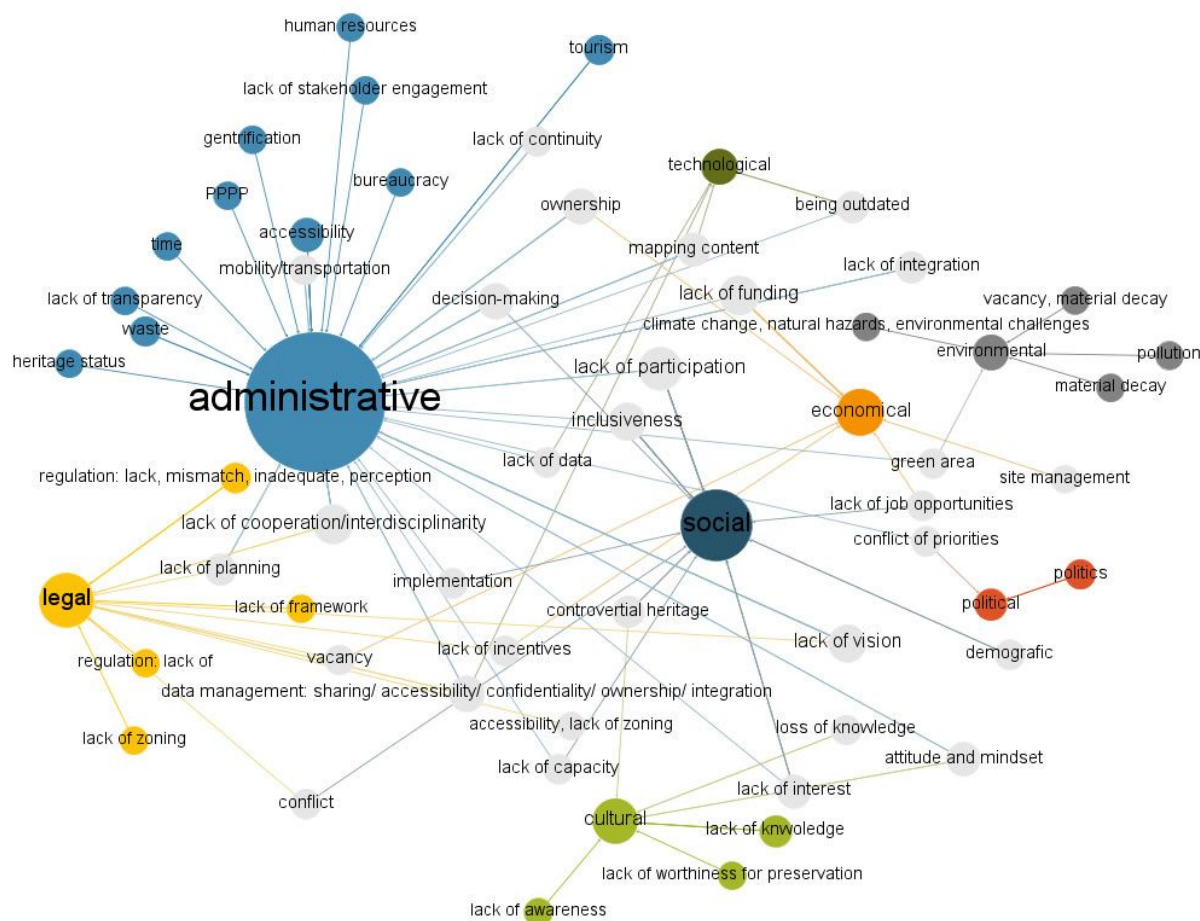 human resources
tourism
lack of stakeholder engagement
gentrification
lack of continuity
technological
bureaucracy
PPPP
ownership
being outdated
accessibility
time
mapping content
mobility/transportation
lack of integration
lack of transparency
decision-making
lack of funding
vacancy, material decay
waste
climate change, natural hazards, environmental challenges
environmental
pollution
heritage status
lack of participation
material decay
administrative
economical
inclusiveness
lack of data
green area
regulation: lack, mismatch, inadequate, perception
site management
lack of job opportunities
lack of cooperation/interdisciplinarity
social
conflict of priorities
lack of planning
implementation
politics
legal
lack of framework
controvertial heritage
political
lack of vision
lack of incentives
demografic
regulation: lack of
vacancy
data management: sharing/ accessibility/ confidentiality/ ownership/ integration
accessibility, lack of zoning
loss of knowledge
lack of zoning
attitude and mindset
lack of capacity
lack of interest
conflict
cultural
lack of knwoledge
lack of worthiness for preservation
lack of awareness